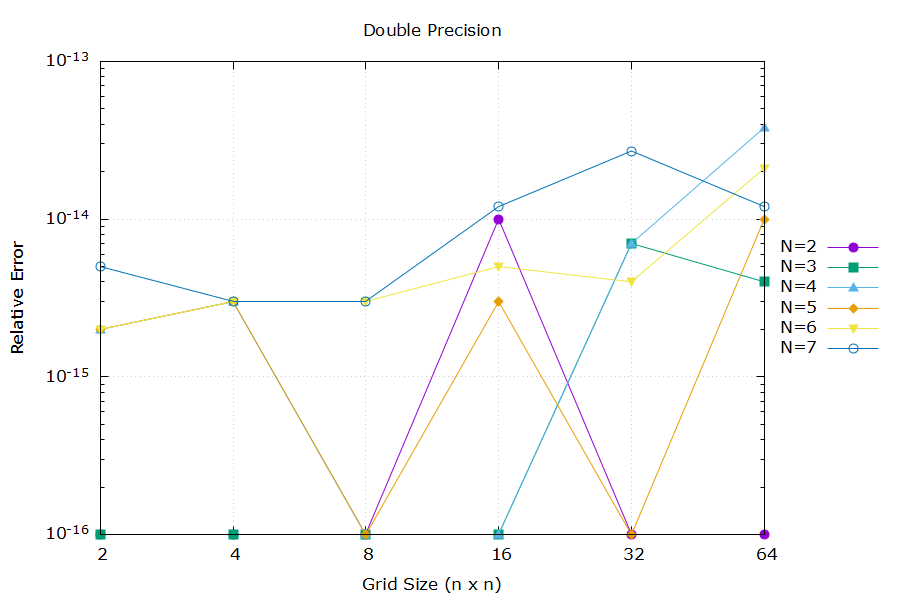 Double Precision
10^-13
10^-14
10^-15
10^-16
Relative Error
2 4 8 16 32 64
Grid Size (n x n)
N=2
N=3
N=4
N=5
N=6
N=7